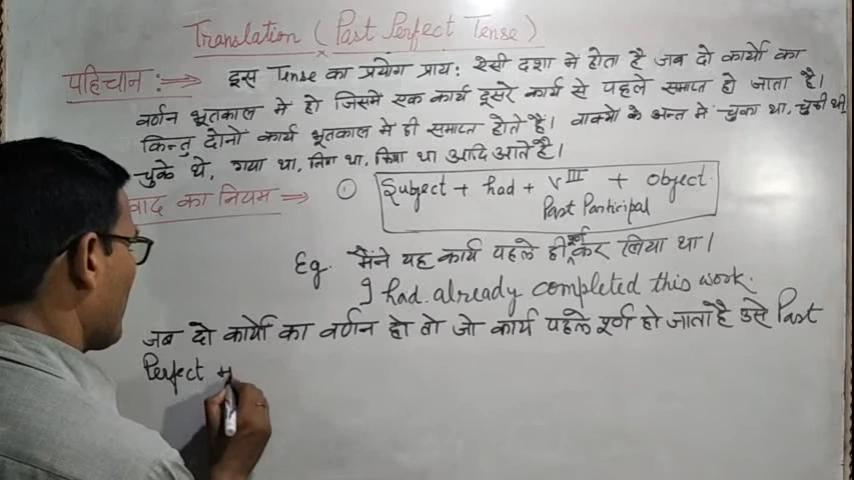 Translation (Past Perfect Tense)
पहिचान :⇒ इस Tense का प्रयोग प्राय: ऐसी दशा में होता है जब दो कार्यो का
वर्णन भूतकाल में हो जिसमें एक कार्य दूसरे कार्य से पहले समाप्त हो जाता है।
किन्तु दोनों कार्य भूतकाल में ही समाप्त होते हैं। वाक्यो के अन्त मे चुका था, चुकी थी,
चुके थे, गया था, लिया था, किया था आदि आते है।
वाद का नियम ⇒ ① Subject + had + VIII + object.
Past Participal
Eg. मैंने यह कार्य पहले ही पूर्ण कर लिया था।
I had already completed this work.
जब दो कार्यो का वर्णन हो तो जो कार्य पहले पूर्ण हो जाता है उसे Past
Perfect